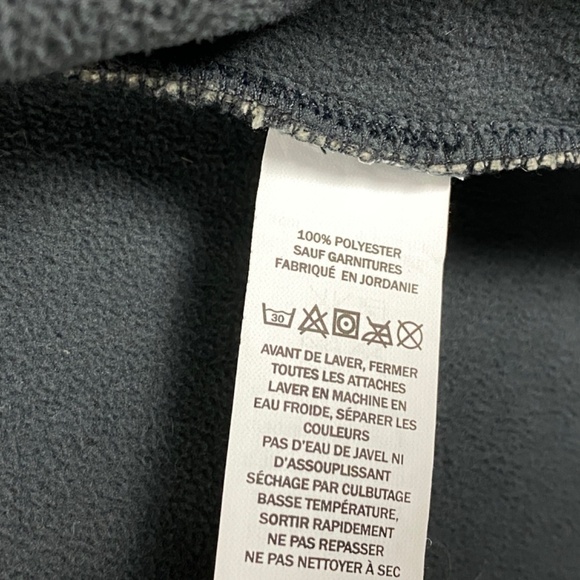 100% POLYESTER
SAUF GARNITURES
FABRIQUÉ EN JORDANIE
30
AVANT DE LAVER, FERMER
TOUTES LES ATTACHES
LAVER EN MACHINE EN
EAU FROIDE, SÉPARER LES
COULEURS
PAS D'EAU DE JAVEL NI
D'ASSOUPLISSANT
SÉCHAGE PAR CULBUTAGE
BASSE TEMPÉRATURE,
SORTIR RAPIDEMENT
NE PAS REPASSER
NE PAS NETTOYER À SEC